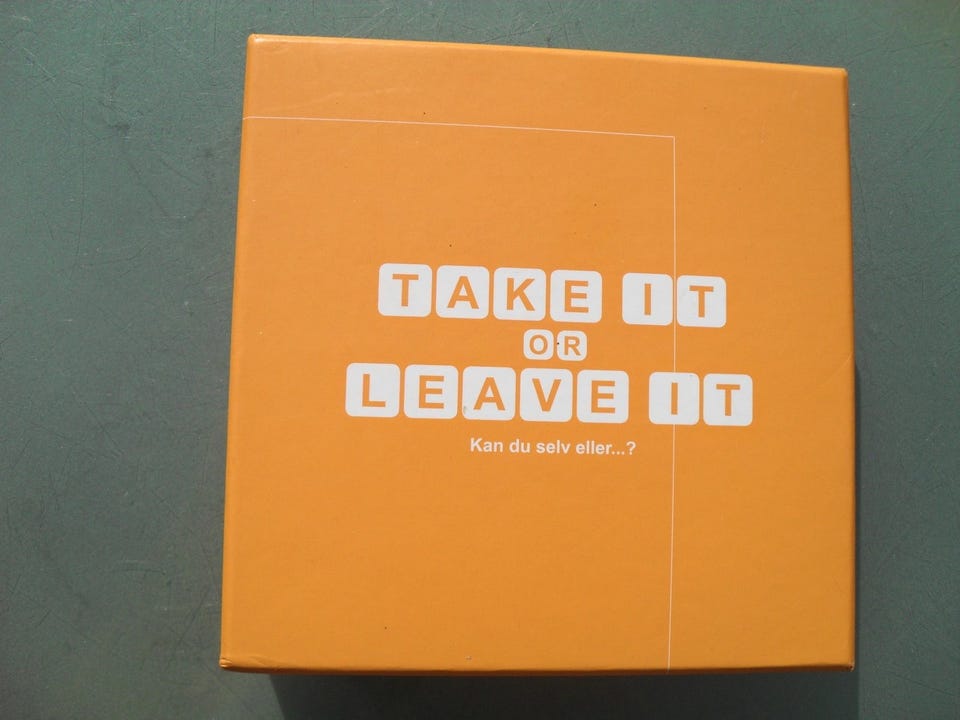 TAKE IT
OR
LEAVE IT
Kan du selv eller...?